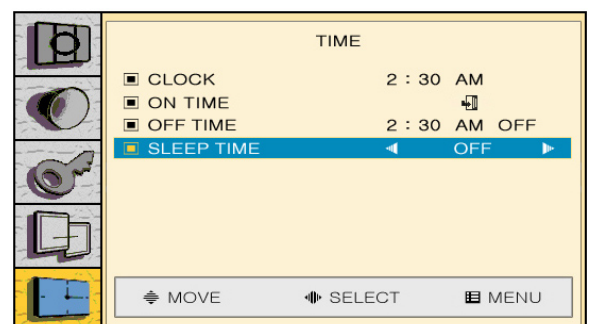 TIME
CLOCK 2 : 30 AM
ON TIME
OFF TIME 2 : 30 AM OFF
SLEEP TIME OFF
MOVE SELECT MENU